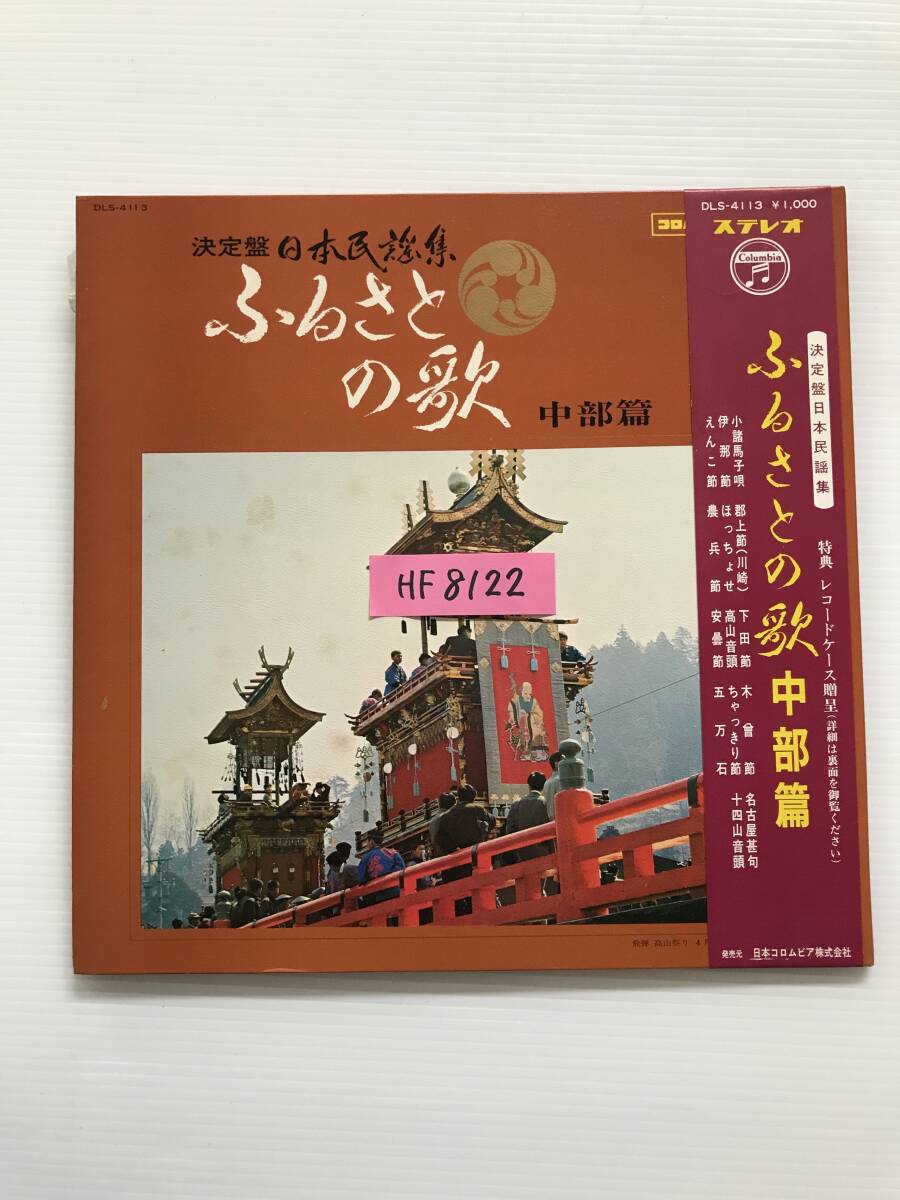 DLS-4113
決定盤 日本民謡集
ふるさと
の歌
中部篇
HF 8122
飛騨 高山祭り 4
DLS-4113 ¥1,000
ステレオ
Columbia
決定盤日本民謡集
ふるさとの歌 中部篇
特典 レコードケース贈呈(詳細は裏面を御覧ください)
小諸馬子唄 郡上節(川崎) 下田節 木曾節 名古屋甚句
伊那節 ほっちょせ 高山音頭 ちゃっきり節 十四山音頭
えんこ節 農兵節 安曇節 五万石
発売元 日本コロムビア株式会社